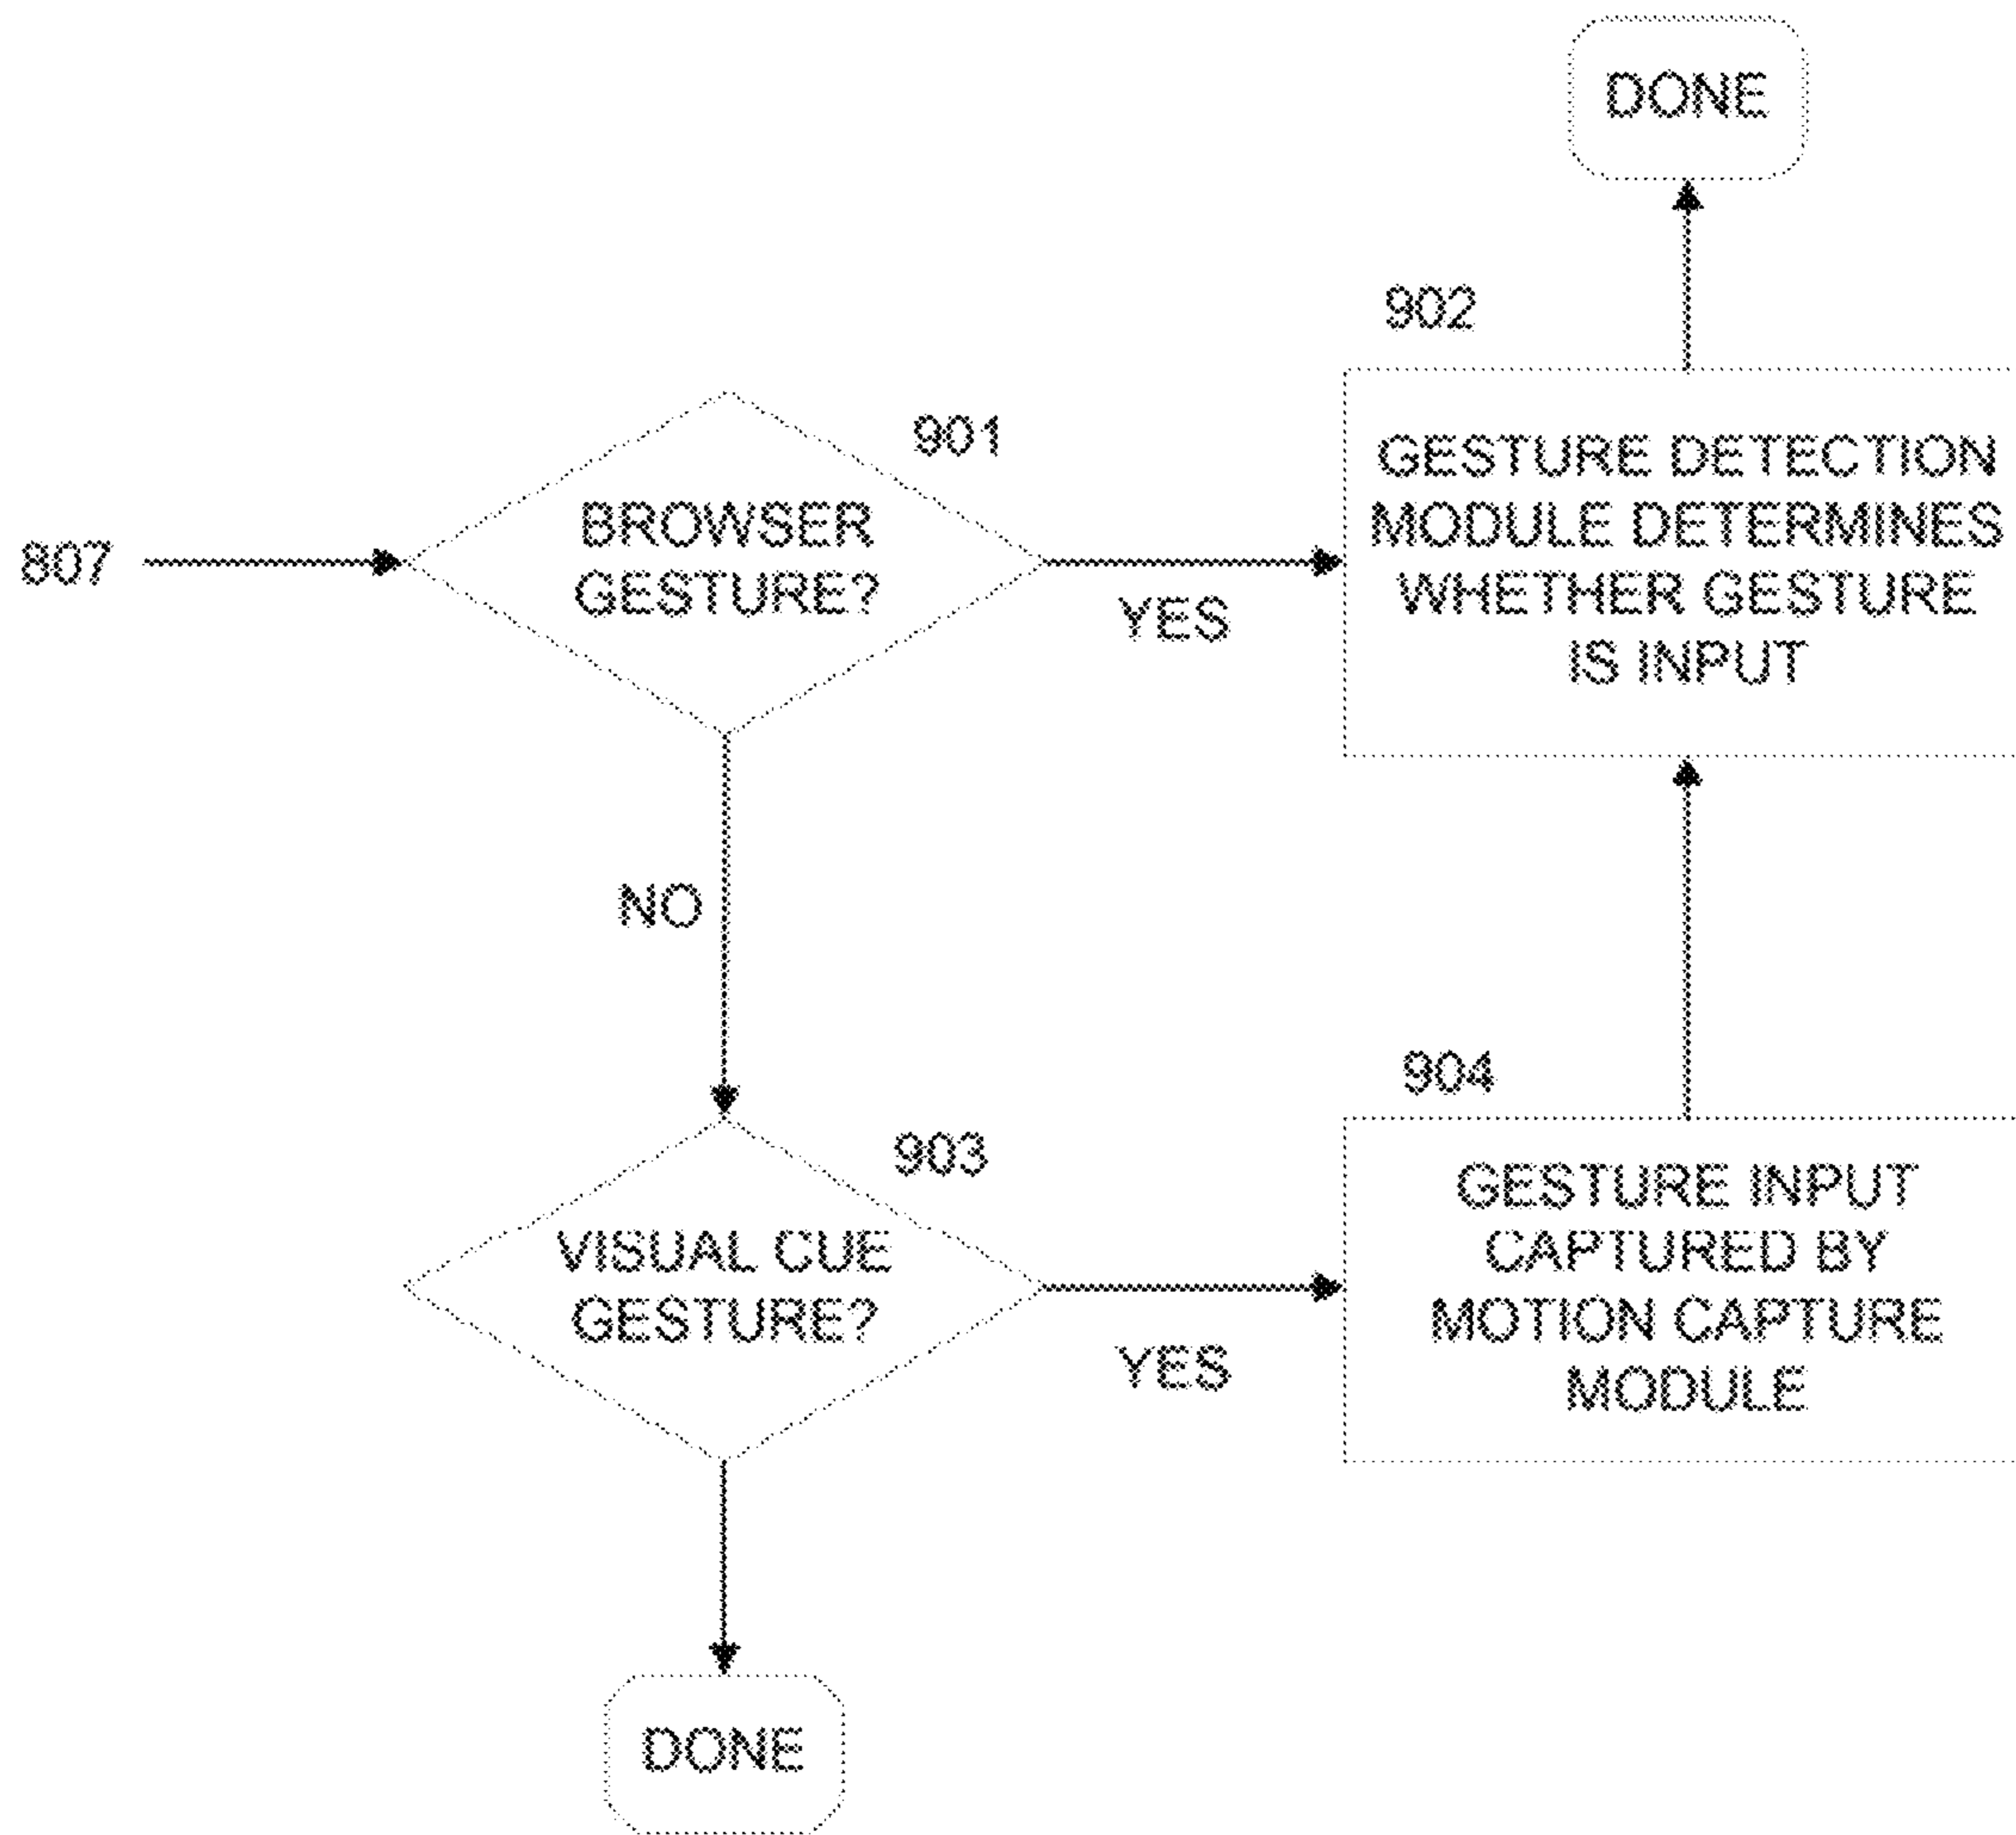 DONE
902
901
GESTURE DETECTION
MODULE DETERMINES
WHETHER GESTURE
IS INPUT
BROWSER
GESTURE?
807
YES
NO
904
903
GESTURE INPUT
CAPTURED BY
MOTION CAPTURE
MODULE
VISUAL CUE
GESTURE?
YES
DONE